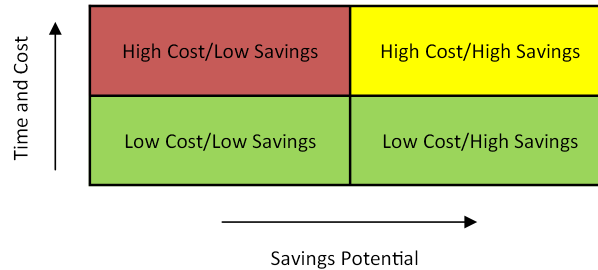 Time and Cost
High Cost/Low Savings
High Cost/High Savings
Low Cost/Low Savings
Low Cost/High Savings
Savings Potential